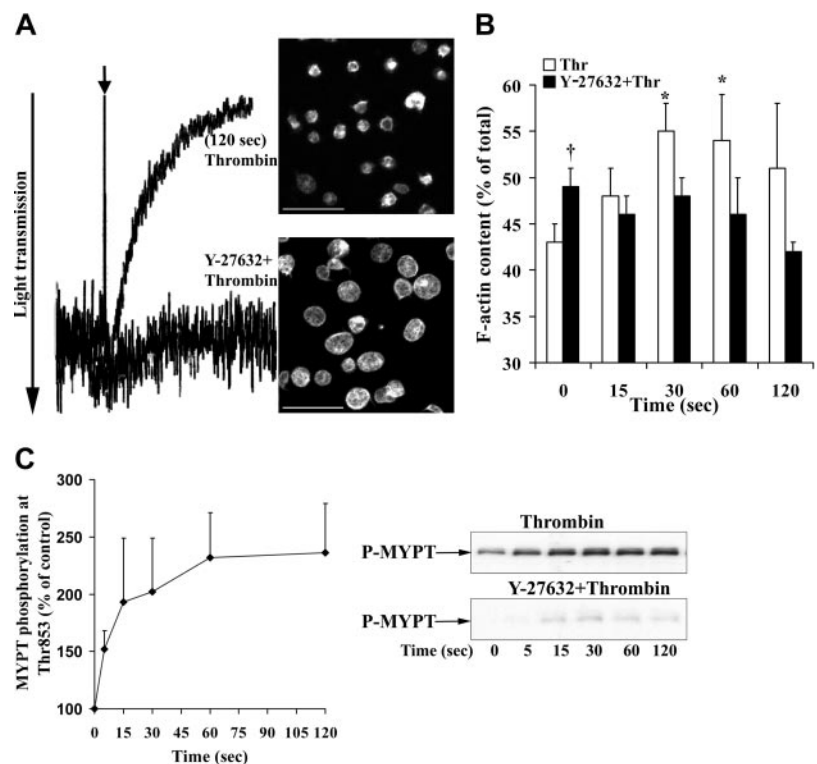 A
Light transmission
(120 sec)
Thrombin
Y-27632+
Thrombin
B
Thr
Y-27632+Thr
F-actin content (% of total)
60
55
50
45
40
35
30
*
*
†
0 15 30 60 120
Time (sec)
C
MYPT phosphorylation at
Thr853 (% of control)
300
250
200
150
100
0 15 30 45 60 75 90 105 120
Time (sec)
Thrombin
P-MYPT
Y-27632+Thrombin
P-MYPT
Time (sec) 0 5 15 30 60 120